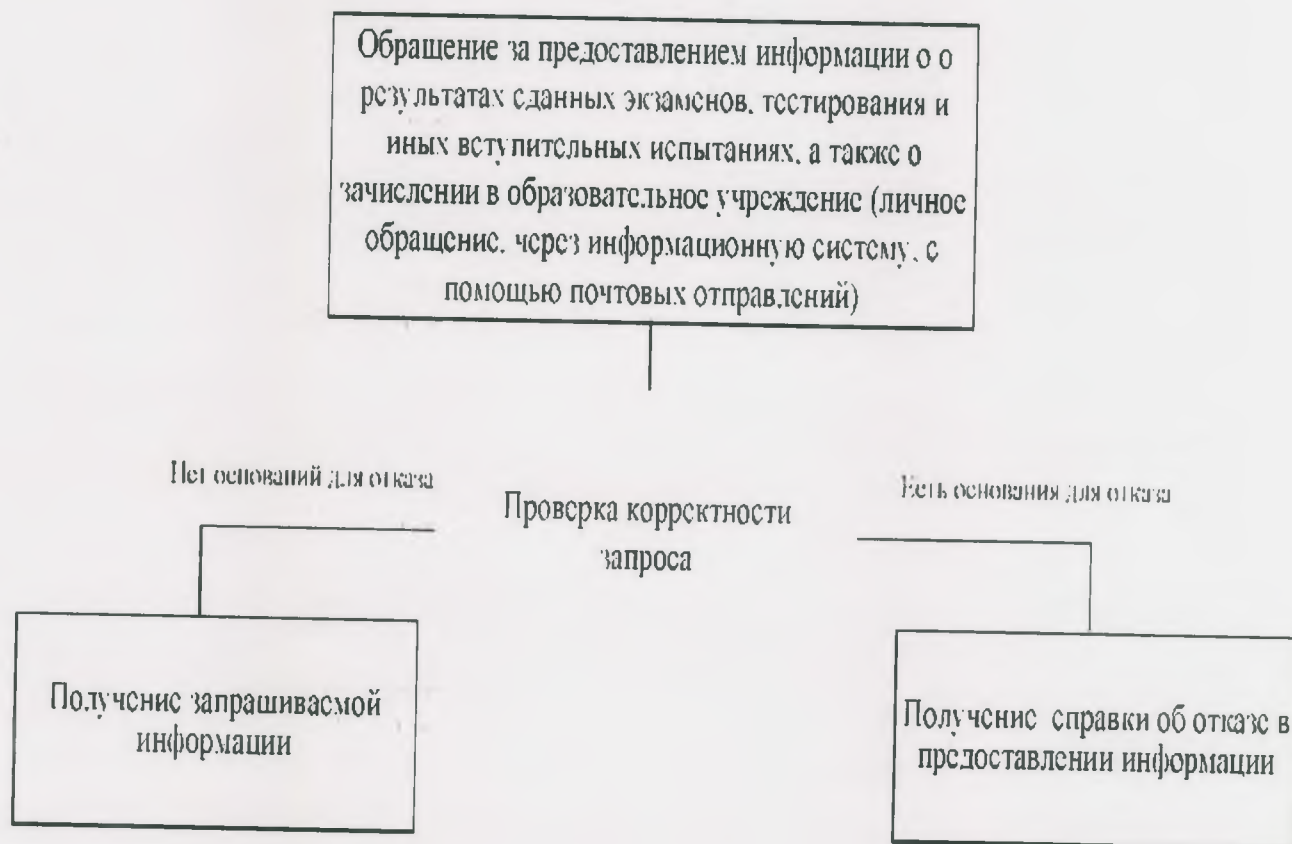 Обращение за предоставлением информации о о
результатах сданных экзаменов, тестирования и
иных вступительных испытаниях, а также о
зачислении в образовательное учреждение (личное
обращение, через информационную систему, с
помощью почтовых отправлений)
Нет оснований для отказа
Проверка корректности
запроса
Есть основания для отказа
Получение запрашиваемой
информации
Получение справки об отказе в
предоставлении информации